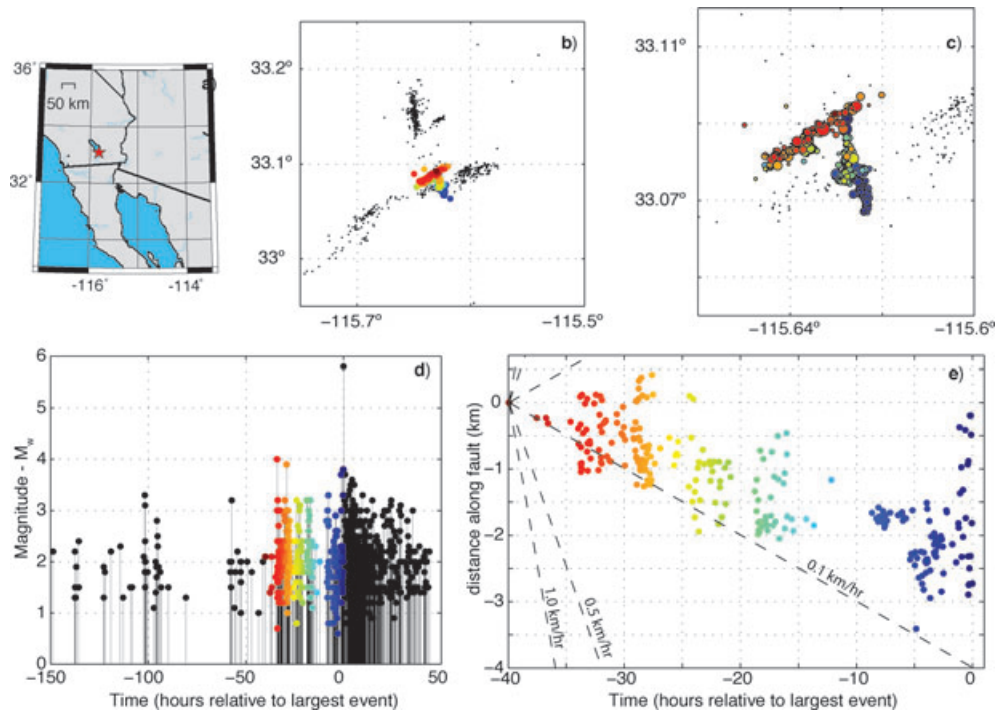 a)
36°
50 km
32°
-116°
-114°
b)
33.2°
33.1°
33°
−115.7°
−115.5°
c)
33.11°
33.07°
−115.64°
−115.6°
d)
6
5
4
3
2
1
0
Magnitude - Mw
−150
−100
−50
0
50
Time (hours relative to largest event)
e)
0
−1
−2
−3
−4
distance along fault (km)
1.0 km/hr
0.5 km/hr
0.1 km/hr
−40
−30
−20
−10
0
Time (hours relative to largest event)